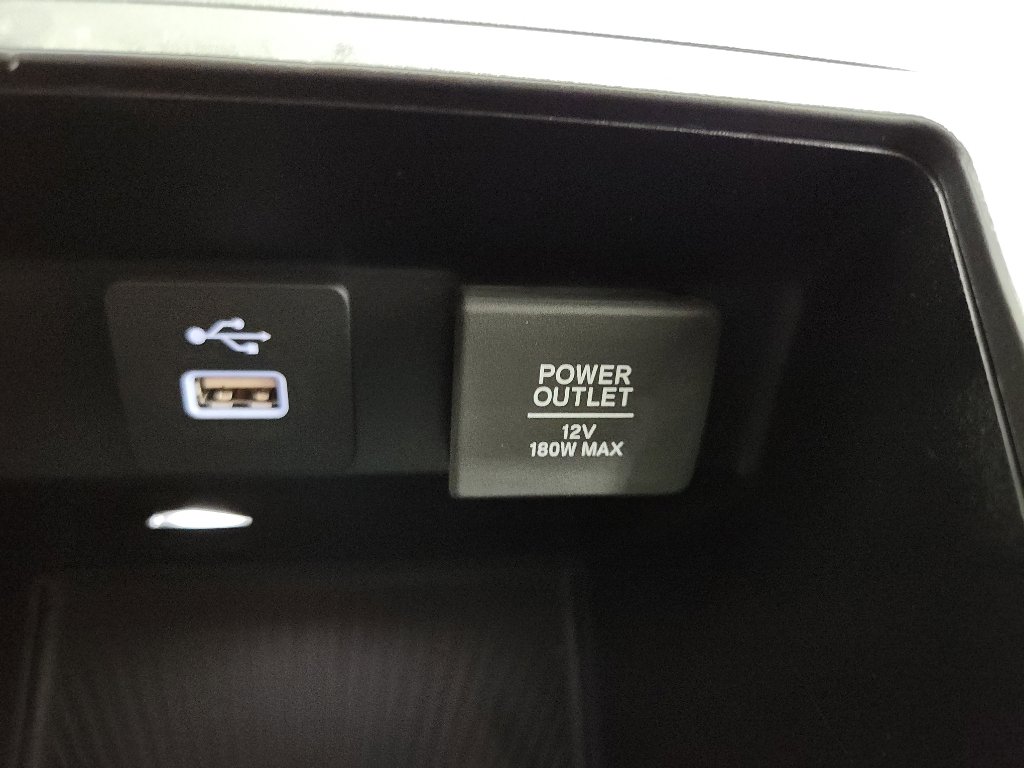 POWER
OUTLET
12V
180W MAX